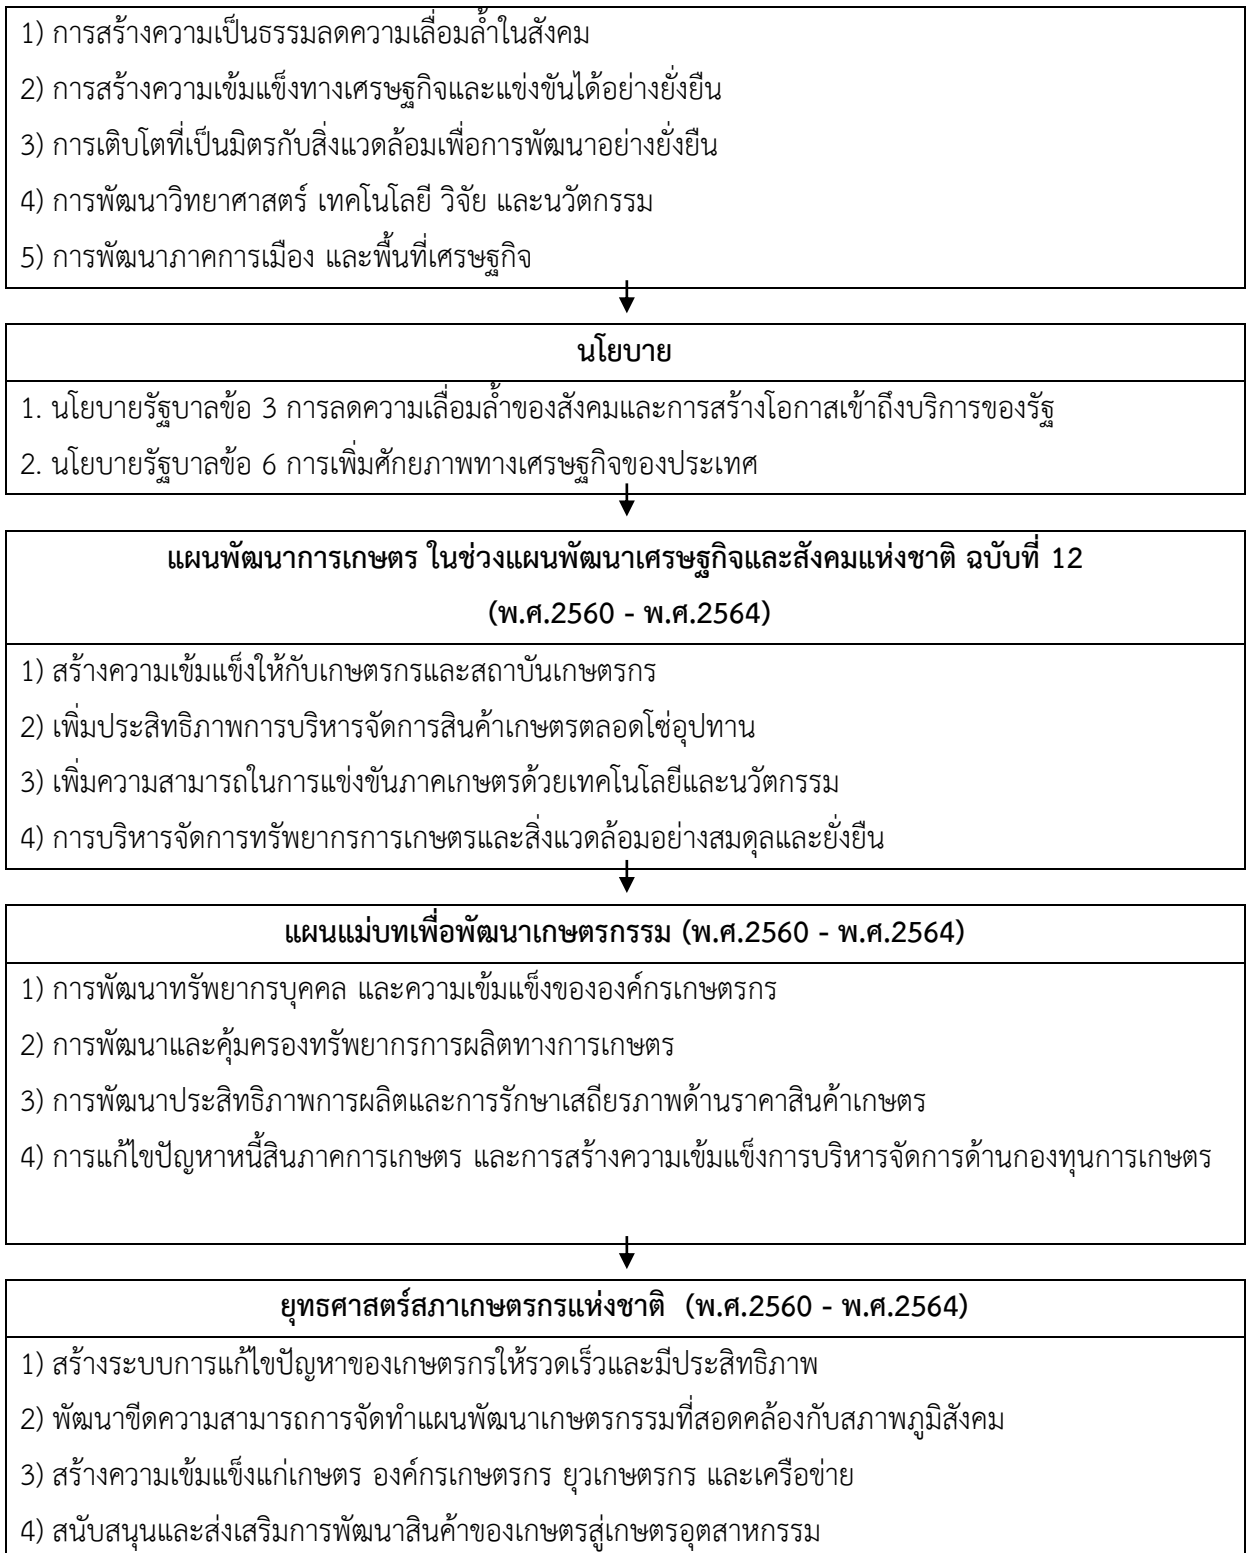 1) การสร้างความเป็นธรรมลดความเลื่อมล้ำในสังคม
2) การสร้างความเข้มแข็งทางเศรษฐกิจและแข่งขันได้อย่างยั่งยืน
3) การเติบโตที่เป็นมิตรกับสิ่งแวดล้อมเพื่อการพัฒนาอย่างยั่งยืน
4) การพัฒนาวิทยาศาสตร์ เทคโนโลยี วิจัย และนวัตกรรม
5) การพัฒนาภาคการเมือง และพื้นที่เศรษฐกิจ
นโยบาย
1. นโยบายรัฐบาลข้อ 3 การลดความเลื่อมล้ำของสังคมและการสร้างโอกาสเข้าถึงบริการของรัฐ
2. นโยบายรัฐบาลข้อ 6 การเพิ่มศักยภาพทางเศรษฐกิจของประเทศ
แผนพัฒนาการเกษตร ในช่วงแผนพัฒนาเศรษฐกิจและสังคมแห่งชาติ ฉบับที่ 12
(พ.ศ.2560 - พ.ศ.2564)
1) สร้างความเข้มแข็งให้กับเกษตรกรและสถาบันเกษตรกร
2) เพิ่มประสิทธิภาพการบริหารจัดการสินค้าเกษตรตลอดโซ่อุปทาน
3) เพิ่มความสามารถในการแข่งขันภาคเกษตรด้วยเทคโนโลยีและนวัตกรรม
4) การบริหารจัดการทรัพยากรการเกษตรและสิ่งแวดล้อมอย่างสมดุลและยั่งยืน
แผนแม่บทเพื่อพัฒนาเกษตรกรรม (พ.ศ.2560 - พ.ศ.2564)
1) การพัฒนาทรัพยากรบุคคล และความเข้มแข็งขององค์กรเกษตรกร
2) การพัฒนาและคุ้มครองทรัพยากรการผลิตทางการเกษตร
3) การพัฒนาประสิทธิภาพการผลิตและการรักษาเสถียรภาพด้านราคาสินค้าเกษตร
4) การแก้ไขปัญหาหนี้สินภาคการเกษตร และการสร้างความเข้มแข็งการบริหารจัดการด้านกองทุนการเกษตร
ยุทธศาสตร์สภาเกษตรกรแห่งชาติ (พ.ศ.2560 - พ.ศ.2564)
1) สร้างระบบการแก้ไขปัญหาของเกษตรกรให้รวดเร็วและมีประสิทธิภาพ
2) พัฒนาขีดความสามารถการจัดทำแผนพัฒนาเกษตรกรรมที่สอดคล้องกับสภาพภูมิสังคม
3) สร้างความเข้มแข็งแก่เกษตร องค์กรเกษตรกร ยุวเกษตรกร และเครือข่าย
4) สนับสนุนและส่งเสริมการพัฒนาสินค้าของเกษตรสู่เกษตรอุตสาหกรรม